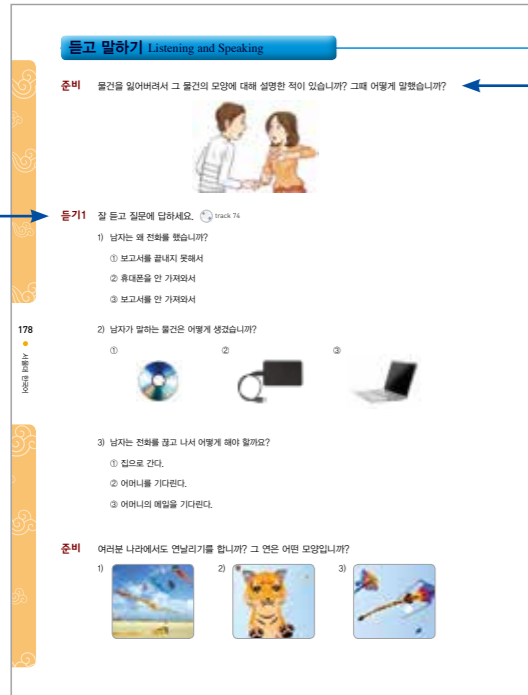 듣고 말하기 Listening and Speaking
준비 물건을 잃어버려서 그 물건의 모양에 대해 설명한 적이 있습니까? 그때 어떻게 말했습니까?
듣기1 잘 듣고 질문에 답하세요. track 74
1) 남자는 왜 전화를 했습니까?
① 보고서를 끝내지 못해서
② 휴대폰을 안 가져와서
③ 보고서를 안 가져와서
178
서울대 한국어
2) 남자가 말하는 물건은 어떻게 생겼습니까?
① ② ③
3) 남자는 전화를 끊고 나서 어떻게 해야 할까요?
① 집으로 간다.
② 어머니를 기다린다.
③ 어머니의 메일을 기다린다.
준비 여러분 나라에서도 연날리기를 합니까? 그 연은 어떤 모양입니까?
1) 2) 3)